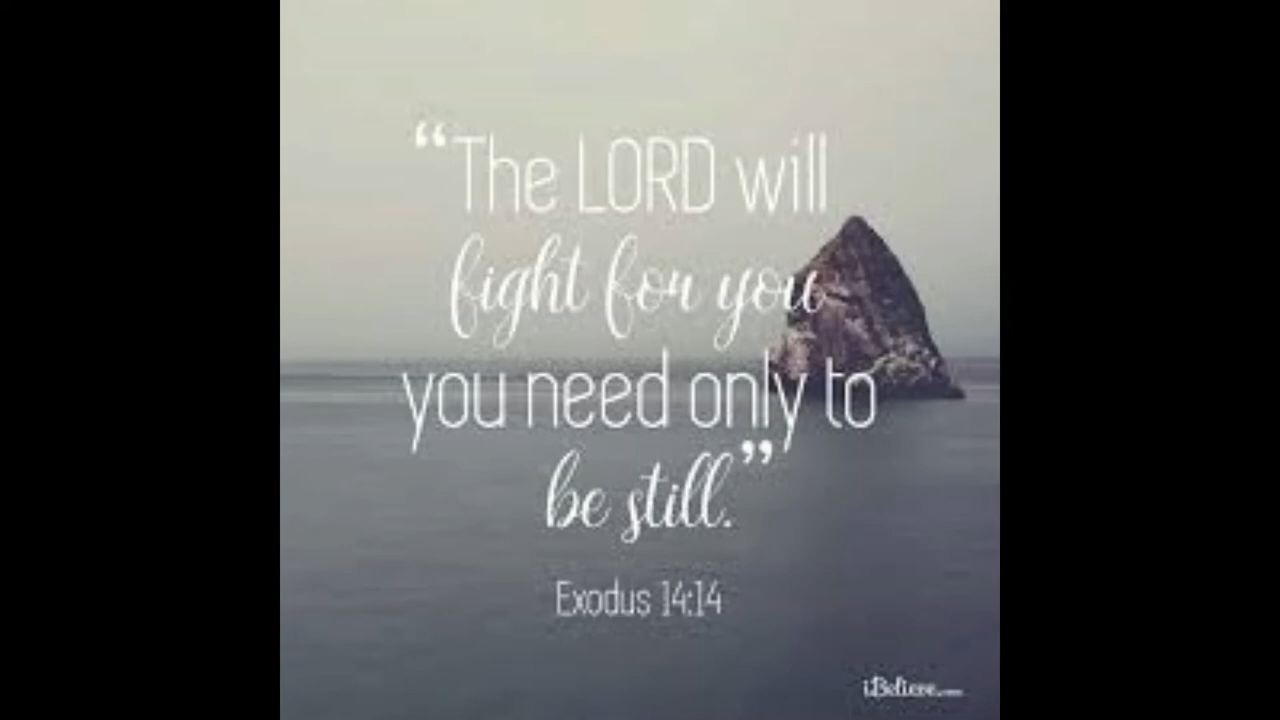 “The LORD will
fight for you
you need only to
be still.”
Exodus 14:14
iBelieve.com